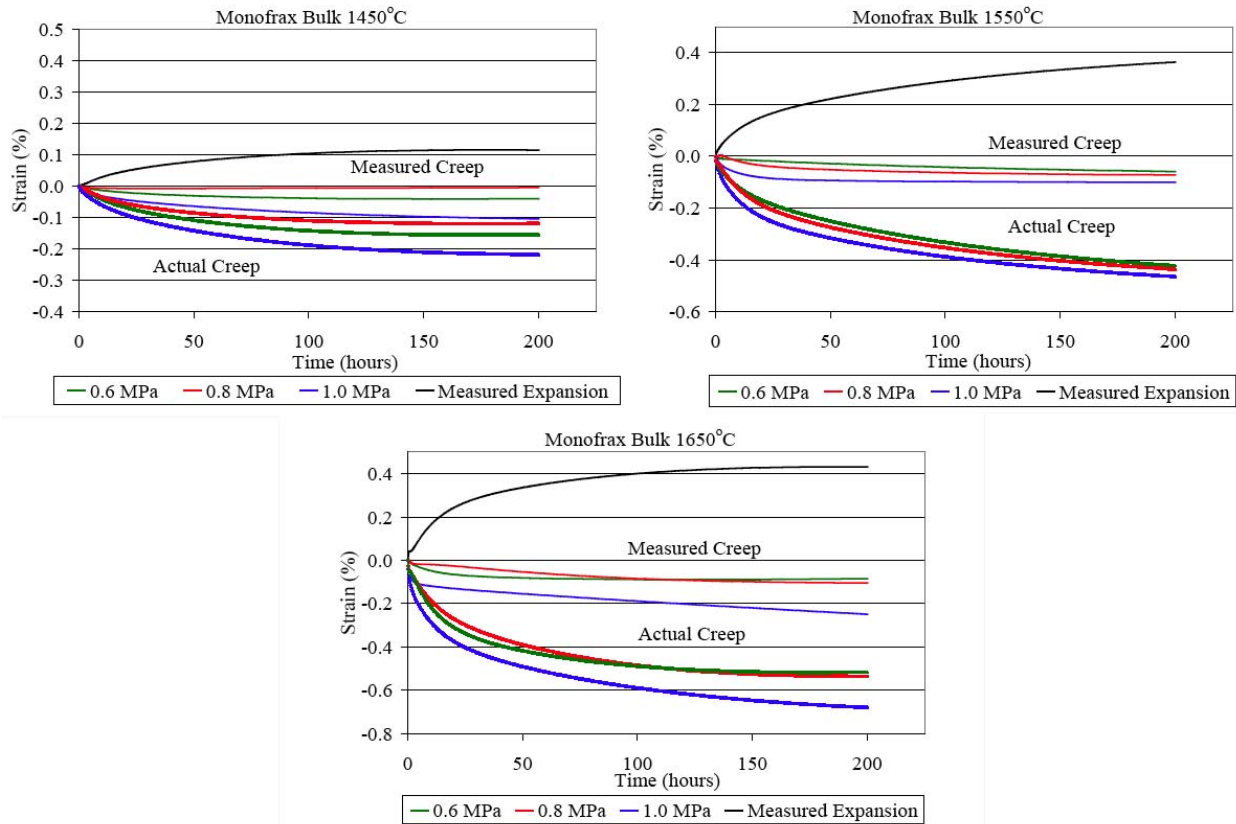 Monofrax Bulk 1450°C
0.5
0.4
0.3
0.2
0.1
0.0
-0.1
-0.2
-0.3
-0.4
Strain (%)
Measured Creep
Actual Creep
0 50 100 150 200
Time (hours)
0.6 MPa 0.8 MPa 1.0 MPa Measured Expansion
Monofrax Bulk 1550°C
0.4
0.2
0.0
-0.2
-0.4
-0.6
Strain (%)
Measured Creep
Actual Creep
0 50 100 150 200
Time (hours)
0.6 MPa 0.8 MPa 1.0 MPa Measured Expansion
Monofrax Bulk 1650°C
0.4
0.2
0.0
-0.2
-0.4
-0.6
-0.8
Strain (%)
Measured Creep
Actual Creep
0 50 100 150 200
Time (hours)
0.6 MPa 0.8 MPa 1.0 MPa Measured Expansion